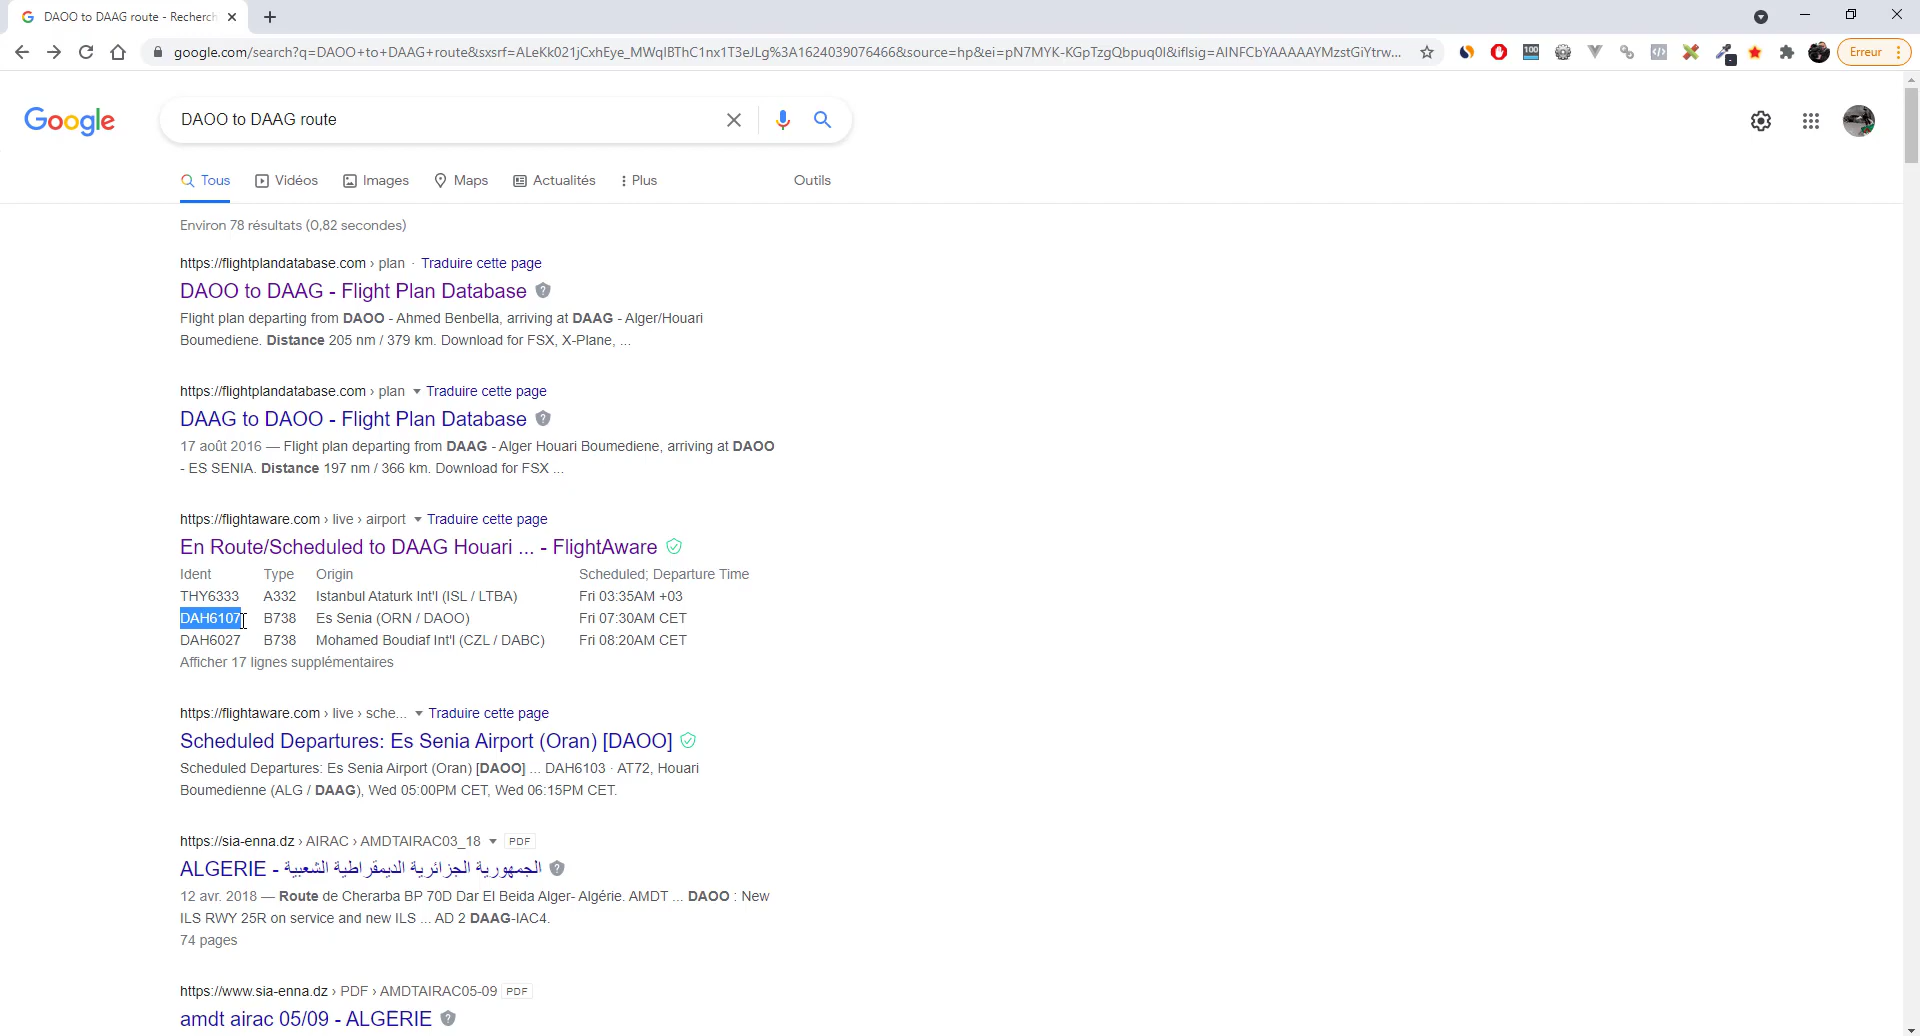 DAOO to DAAG route - Recherch
google.com/search?q=DAOO+to+DAAG+route&sxsrf=ALeKk021jCxhEye_MWqIBThC1nx1T3eJLg%3A1624039076466&source=hp&ei=pN7MYK-KGpTzgQbpuq0I&iflsig=AINFCbYAAAAAYMzstGiYtrw...
100
Erreur
Google
DAOO to DAAG route
Tous Vidéos Images Maps Actualités Plus Outils
Environ 78 résultats (0,82 secondes)
https://flightplandatabase.com › plan · Traduire cette page
DAOO to DAAG - Flight Plan Database
Flight plan departing from DAOO - Ahmed Benbella, arriving at DAAG - Alger/Houari
Boumediene. Distance 205 nm / 379 km. Download for FSX, X-Plane, ...
https://flightplandatabase.com › plan Traduire cette page
DAAG to DAOO - Flight Plan Database
17 août 2016 — Flight plan departing from DAAG - Alger Houari Boumediene, arriving at DAOO
- ES SENIA. Distance 197 nm / 366 km. Download for FSX ...
https://flightaware.com › live › airport Traduire cette page
En Route/Scheduled to DAAG Houari ... - FlightAware
Ident Type Origin Scheduled; Departure Time
THY6333 A332 Istanbul Ataturk Int'l (ISL / LTBA) Fri 03:35AM +03
DAH6107 B738 Es Senia (ORN / DAOO) Fri 07:30AM CET
DAH6027 B738 Mohamed Boudiaf Int'l (CZL / DABC) Fri 08:20AM CET
Afficher 17 lignes supplémentaires
https://flightaware.com › live › sche... Traduire cette page
Scheduled Departures: Es Senia Airport (Oran) [DAOO]
Scheduled Departures: Es Senia Airport (Oran) [DAOO] ... DAH6103 · AT72, Houari
Boumedienne (ALG / DAAG), Wed 05:00PM CET, Wed 06:15PM CET.
https://sia-enna.dz › AIRAC › AMDTAIRAC03_18 PDF
ALGERIE - الجمهورية الجزائرية الديمقراطية الشعبية
12 avr. 2018 — Route de Cherarba BP 70D Dar El Beida Alger- Algérie. AMDT ... DAOO : New
ILS RWY 25R on service and new ILS ... AD 2 DAAG-IAC4.
74 pages
https://www.sia-enna.dz › PDF › AMDTAIRAC05-09 PDF
amdt airac 05/09 - ALGERIE